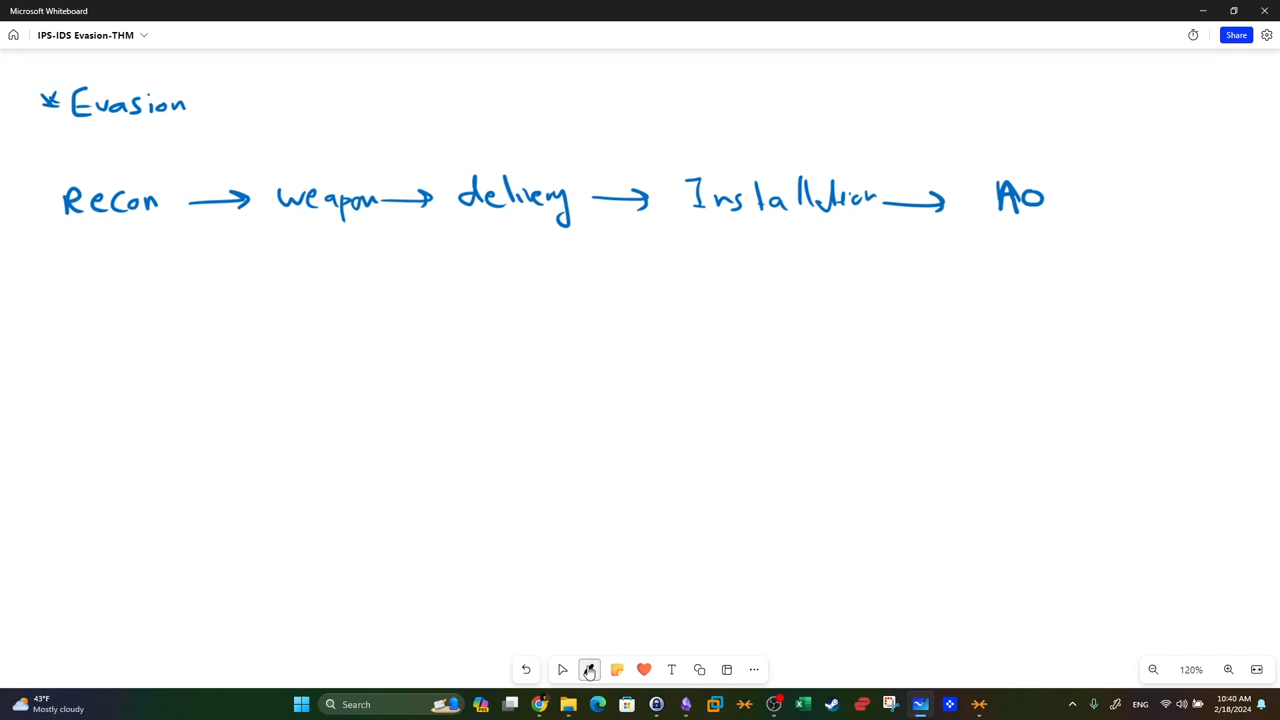 Microsoft Whiteboard
IPS-IDS Evasion-THM
Share
* Evasion
Recon → weapon → delivery → Installation → AO
T
120%
43°F
Mostly cloudy
Search
ENG
10:40 AM
2/18/2024